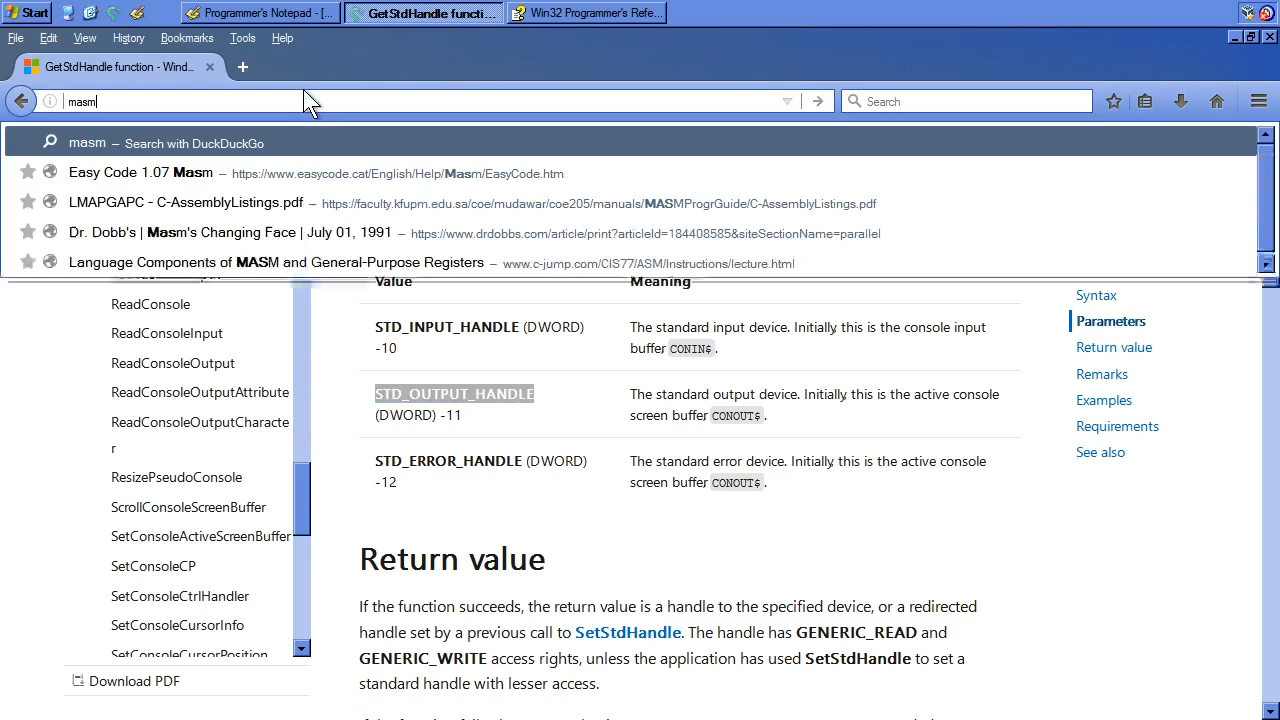 Start
Programmer's Notepad - [...
GetStdHandle functi...
Win32 Programmer's Refe...
File Edit View History Bookmarks Tools Help
GetStdHandle function - Wind...
masm
Search
masm — Search with DuckDuckGo
Easy Code 1.07 Masm – https://www.easycode.cat/English/Help/Masm/EasyCode.htm
LMAPGAPC - C-AssemblyListings.pdf – https://faculty.kfupm.edu.sa/coe/mudawar/coe205/manuals/MASMProgrGuide/C-AssemblyListings.pdf
Dr. Dobb's | Masm's Changing Face | July 01, 1991 – https://www.drdobbs.com/article/print?articleId=184408585&siteSectionName=parallel
Language Components of MASM and General-Purpose Registers – www.c-jump.com/CIS77/ASM/Instructions/lecture.html
ReadConsole
ReadConsoleInput
ReadConsoleOutput
ReadConsoleOutputAttribute
ReadConsoleOutputCharacte
r
ResizePseudoConsole
ScrollConsoleScreenBuffer
SetConsoleActiveScreenBuffer
SetConsoleCP
SetConsoleCtrlHandler
SetConsoleCursorInfo
SetConsoleCursorPosition
Download PDF
Value Meaning
STD_INPUT_HANDLE (DWORD)
-10
The standard input device. Initially, this is the console input
buffer CONIN$.
STD_OUTPUT_HANDLE
(DWORD) -11
The standard output device. Initially, this is the active console
screen buffer CONOUT$.
STD_ERROR_HANDLE (DWORD)
-12
The standard error device. Initially, this is the active console
screen buffer CONOUT$.
Return value
If the function succeeds, the return value is a handle to the specified device, or a redirected
handle set by a previous call to SetStdHandle. The handle has GENERIC_READ and
GENERIC_WRITE access rights, unless the application has used SetStdHandle to set a
standard handle with lesser access.
Syntax
Parameters
Return value
Remarks
Examples
Requirements
See also